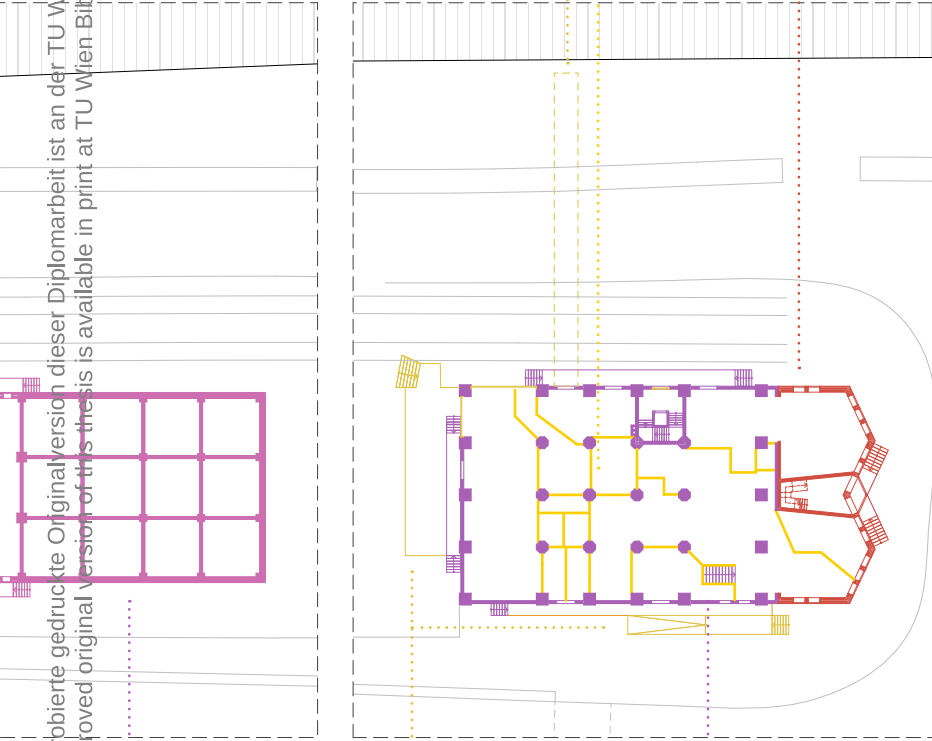 obierte gedruckte Originalversion dieser Diplomarbeit ist an der TU W
roved original version of this thesis is available in print at TU Wien Bib